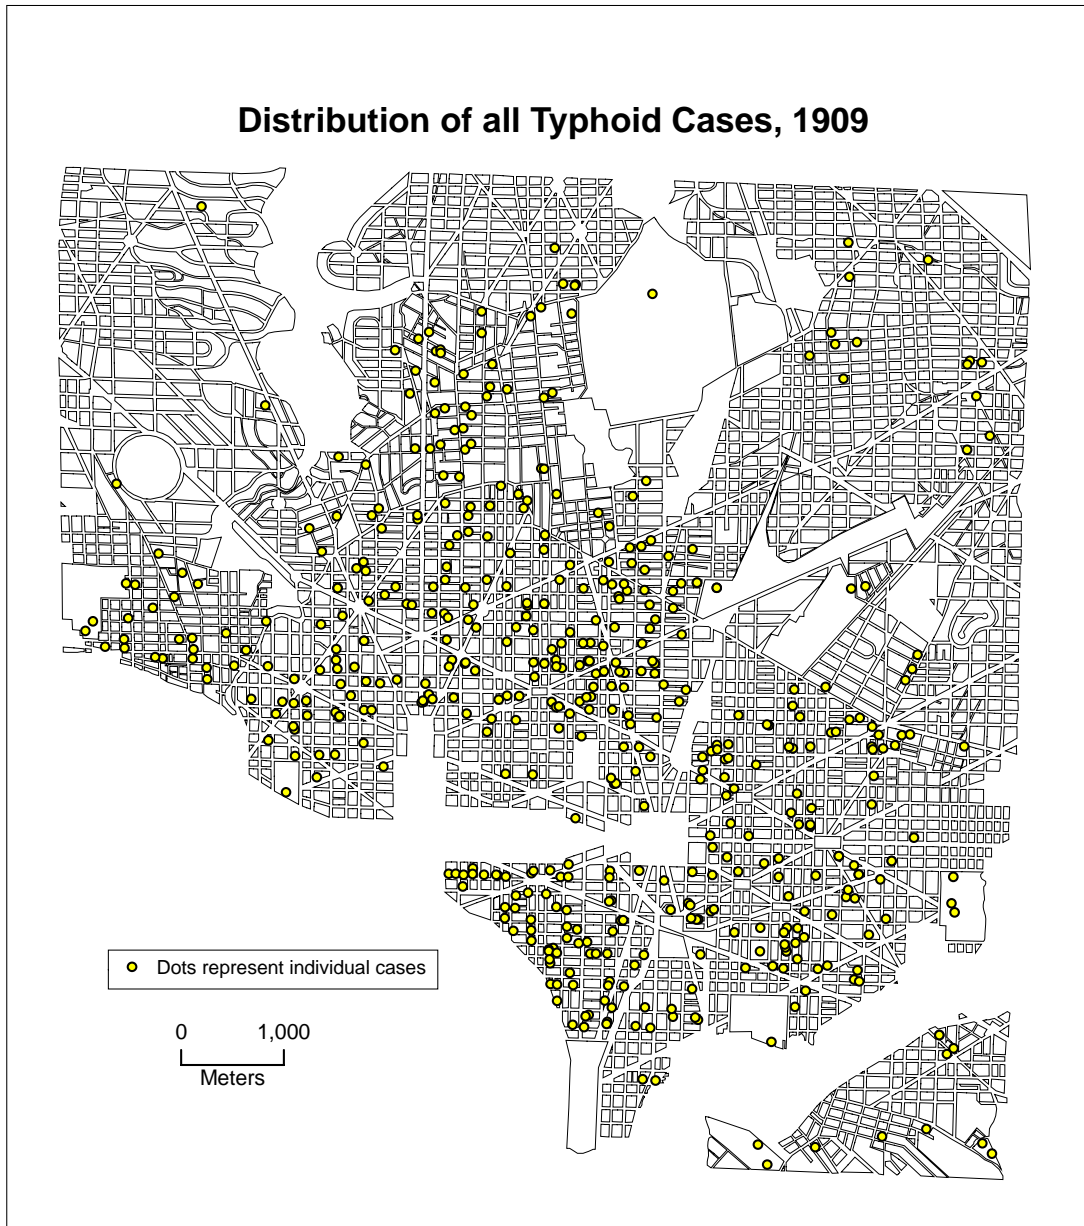 Distribution of all Typhoid Cases, 1909
Dots represent individual cases
0 1,000
Meters